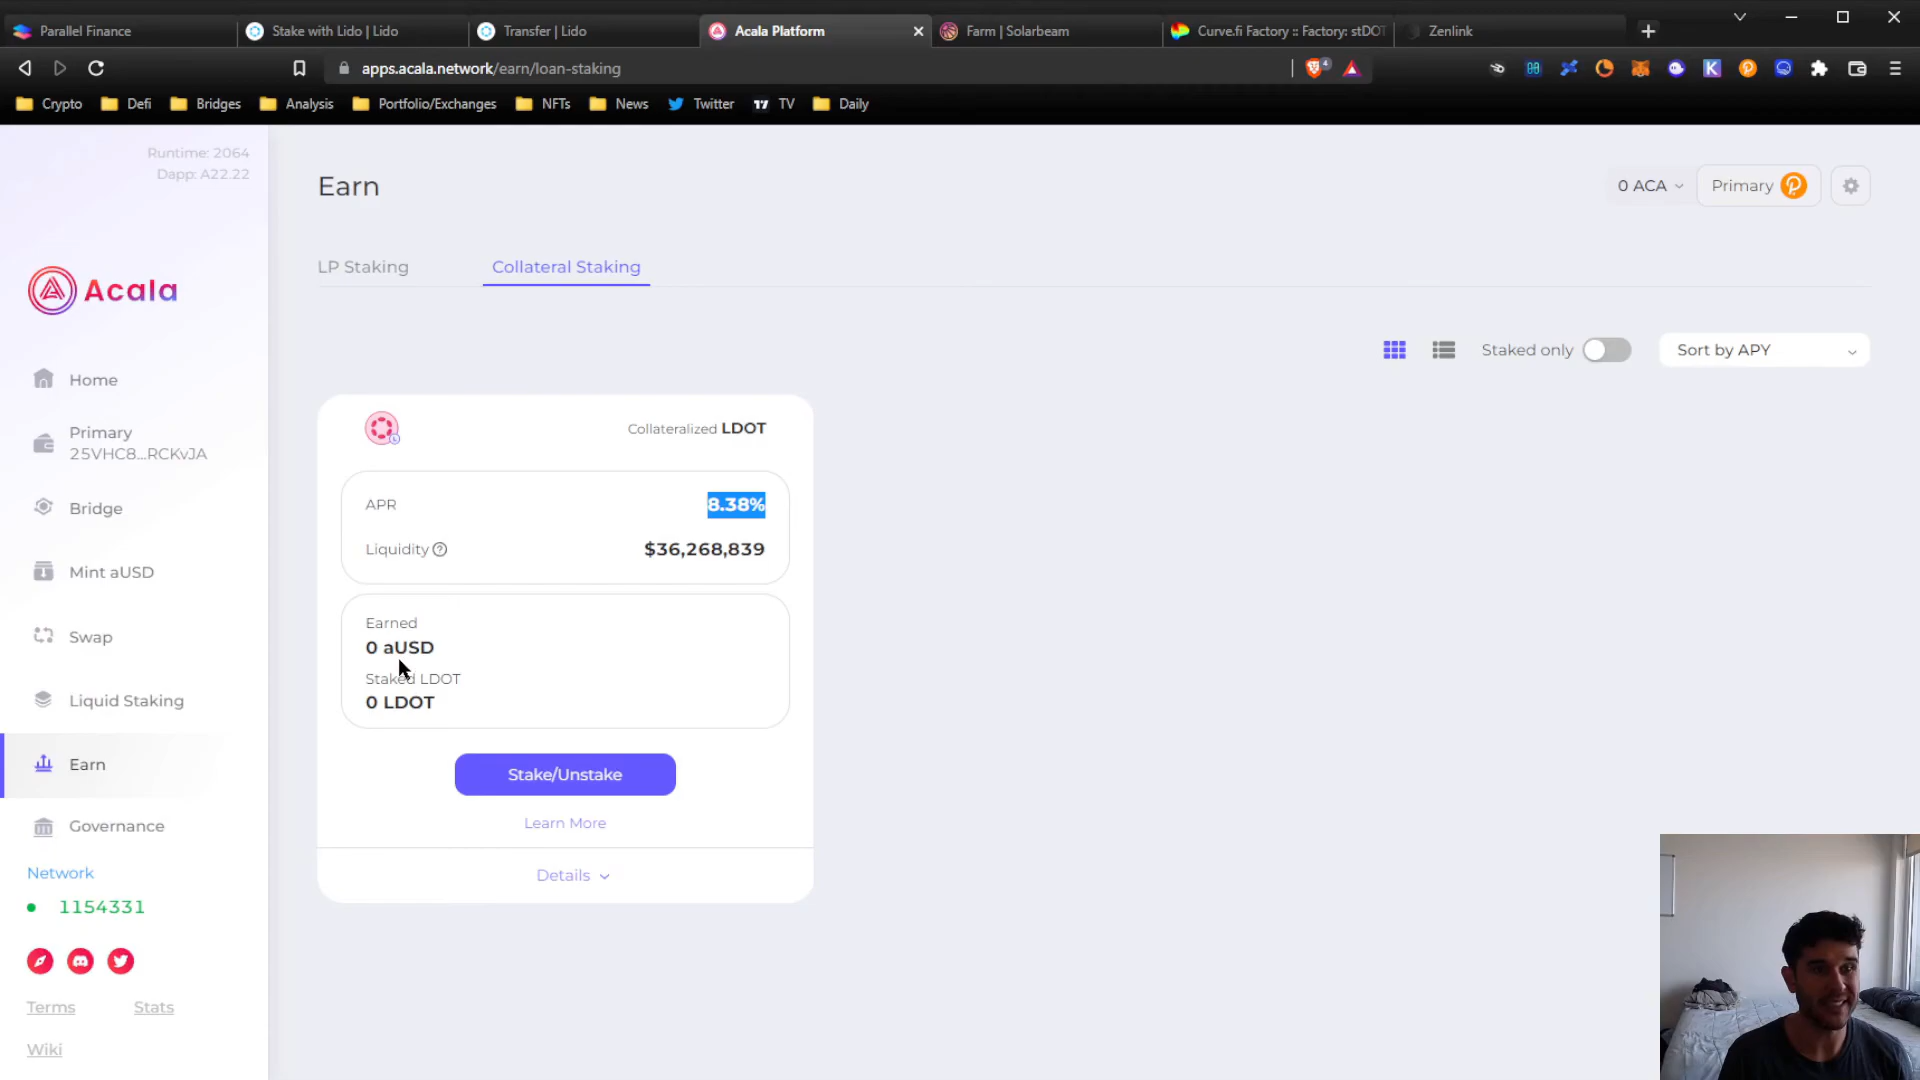 Parallel Finance
Stake with Lido | Lido
Transfer | Lido
Acala Platform
Farm | Solarbeam
Curve.fi Factory :: Factory: stDOT
Zenlink
apps.acala.network/earn/loan-staking
4
Crypto
Defi
Bridges
Analysis
Portfolio/Exchanges
NFTs
News
Twitter
TV
Daily
Runtime: 2064
Dapp: A22.22
Acala
Home
Primary
25VHC8...RCKvJA
Bridge
Mint aUSD
Swap
Liquid Staking
Earn
Governance
Network
1154331
Terms
Stats
Wiki
Earn
0 ACA
Primary
LP Staking
Collateral Staking
Staked only
Sort by APY
Collateralized LDOT
APR
8.38%
Liquidity
$36,268,839
Earned
0 aUSD
Staked LDOT
0 LDOT
Stake/Unstake
Learn More
Details